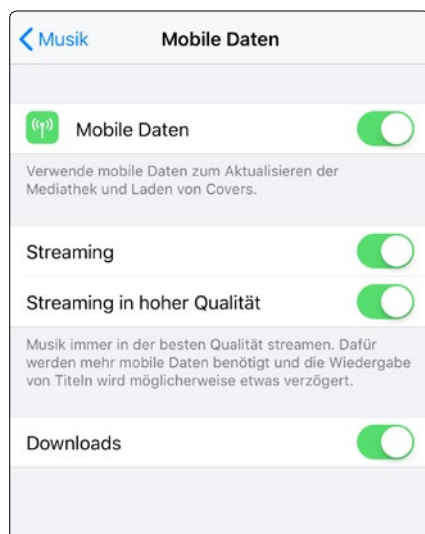 Musik Mobile Daten
Mobile Daten
Verwende mobile Daten zum Aktualisieren der
Mediathek und Laden von Covers.
Streaming
Streaming in hoher Qualität
Musik immer in der besten Qualität streamen. Dafür
werden mehr mobile Daten benötigt und die Wiedergabe
von Titeln wird möglicherweise etwas verzögert.
Downloads